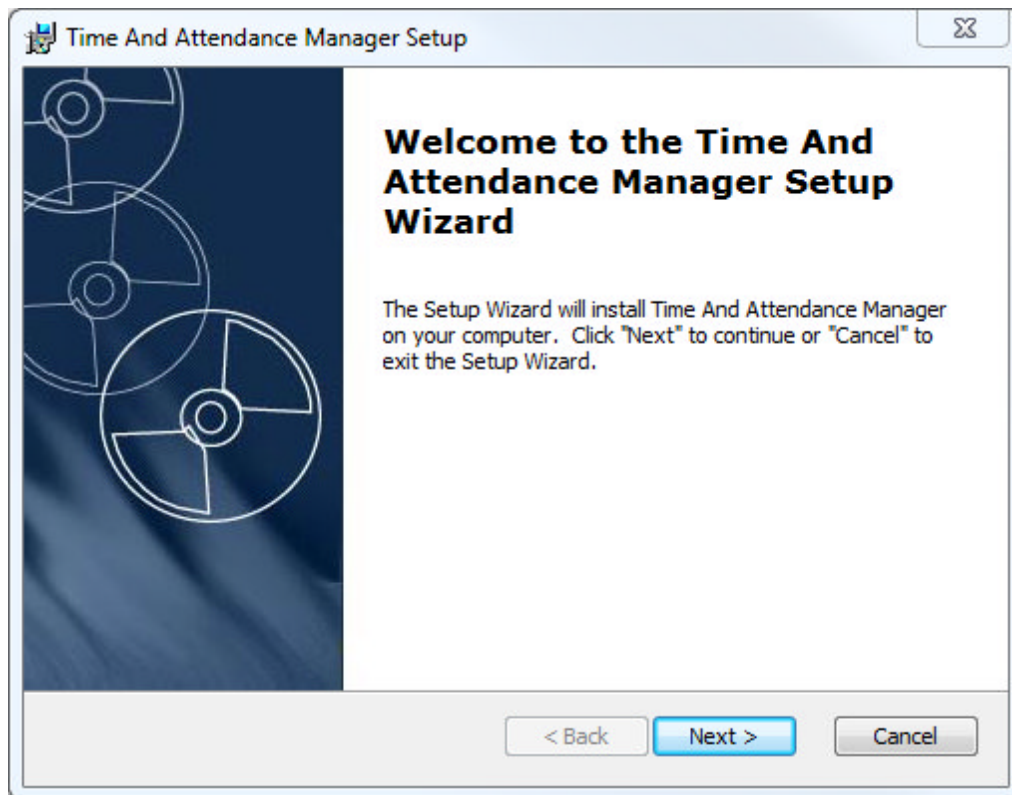 Time And Attendance Manager Setup
Welcome to the Time And
Attendance Manager Setup
Wizard
The Setup Wizard will install Time And Attendance Manager
on your computer.  Click "Next" to continue or "Cancel" to
exit the Setup Wizard.
< Back
Next >
Cancel